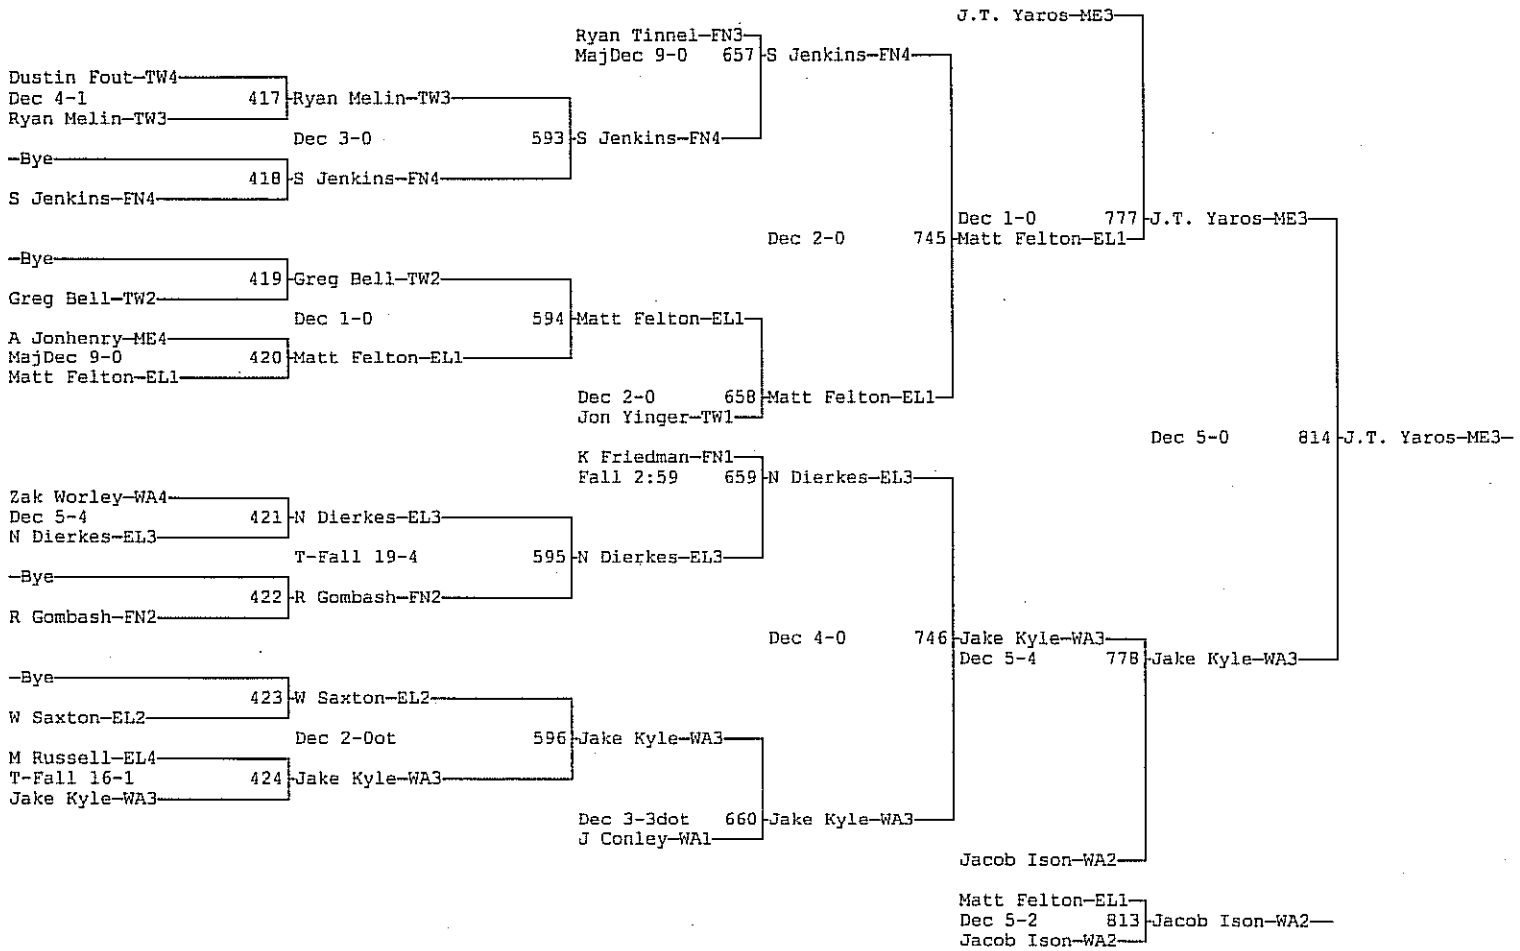 J.T. Yaros—ME3
Ryan Tinnel—FN3
MajDec 9-0 657 S Jenkins—FN4
Dustin Fout—TW4
Dec 4-1 417 Ryan Melin—TW3
Ryan Melin—TW3
Dec 3-0 593 S Jenkins—FN4
—Bye
418 S Jenkins—FN4
S Jenkins—FN4
Dec 1-0 777 J.T. Yaros—ME3
Dec 2-0 745 Matt Felton—EL1
—Bye
419 Greg Bell—TW2
Greg Bell—TW2
Dec 1-0 594 Matt Felton—EL1
A Jonhenry—ME4
MajDec 9-0 420 Matt Felton—EL1
Matt Felton—EL1
Dec 2-0 658 Matt Felton—EL1
Jon Yinger—TW1
Dec 5-0 814 J.T. Yaros—ME3—
K Friedman—FN1
Fall 2:59 659 N Dierkes—EL3
Zak Worley—WA4
Dec 5-4 421 N Dierkes—EL3
N Dierkes—EL3
T-Fall 19-4 595 N Dierkes—EL3
—Bye
422 R Gombash—FN2
R Gombash—FN2
Dec 4-0 746 Jake Kyle—WA3
Dec 5-4 778 Jake Kyle—WA3
—Bye
423 W Saxton—EL2
W Saxton—EL2
Dec 2-0ot 596 Jake Kyle—WA3
M Russell—EL4
T-Fall 16-1 424 Jake Kyle—WA3
Jake Kyle—WA3
Dec 3-3dot 660 Jake Kyle—WA3
J Conley—WA1
Jacob Ison—WA2
Matt Felton—EL1
Dec 5-2 813 Jacob Ison—WA2—
Jacob Ison—WA2